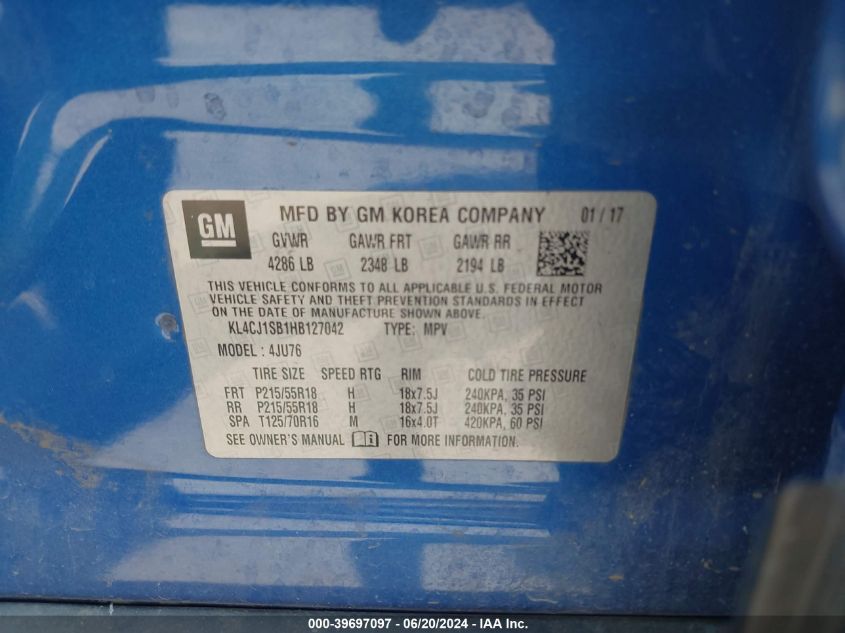 GM
MFD BY GM KOREA COMPANY 01/17
GVWR GAWR FRT GAWR RR
4286 LB 2348 LB 2194 LB
THIS VEHICLE CONFORMS TO ALL APPLICABLE U.S. FEDERAL MOTOR
VEHICLE SAFETY AND THEFT PREVENTION STANDARDS IN EFFECT
ON THE DATE OF MANUFACTURE SHOWN ABOVE.
KL4CJ1SB1HB127042 TYPE: MPV
MODEL : 4JU76
TIRE SIZE SPEED RTG RIM COLD TIRE PRESSURE
FRT P215/55R18 H 18x7.5J 240KPA, 35 PSI
RR P215/55R18 H 18x7.5J 240KPA, 35 PSI
SPA T125/70R16 M 16x4.0T 420KPA, 60 PSI
SEE OWNER'S MANUAL FOR MORE INFORMATION.
000-39697097 - 06/20/2024 - © IAA, Inc.